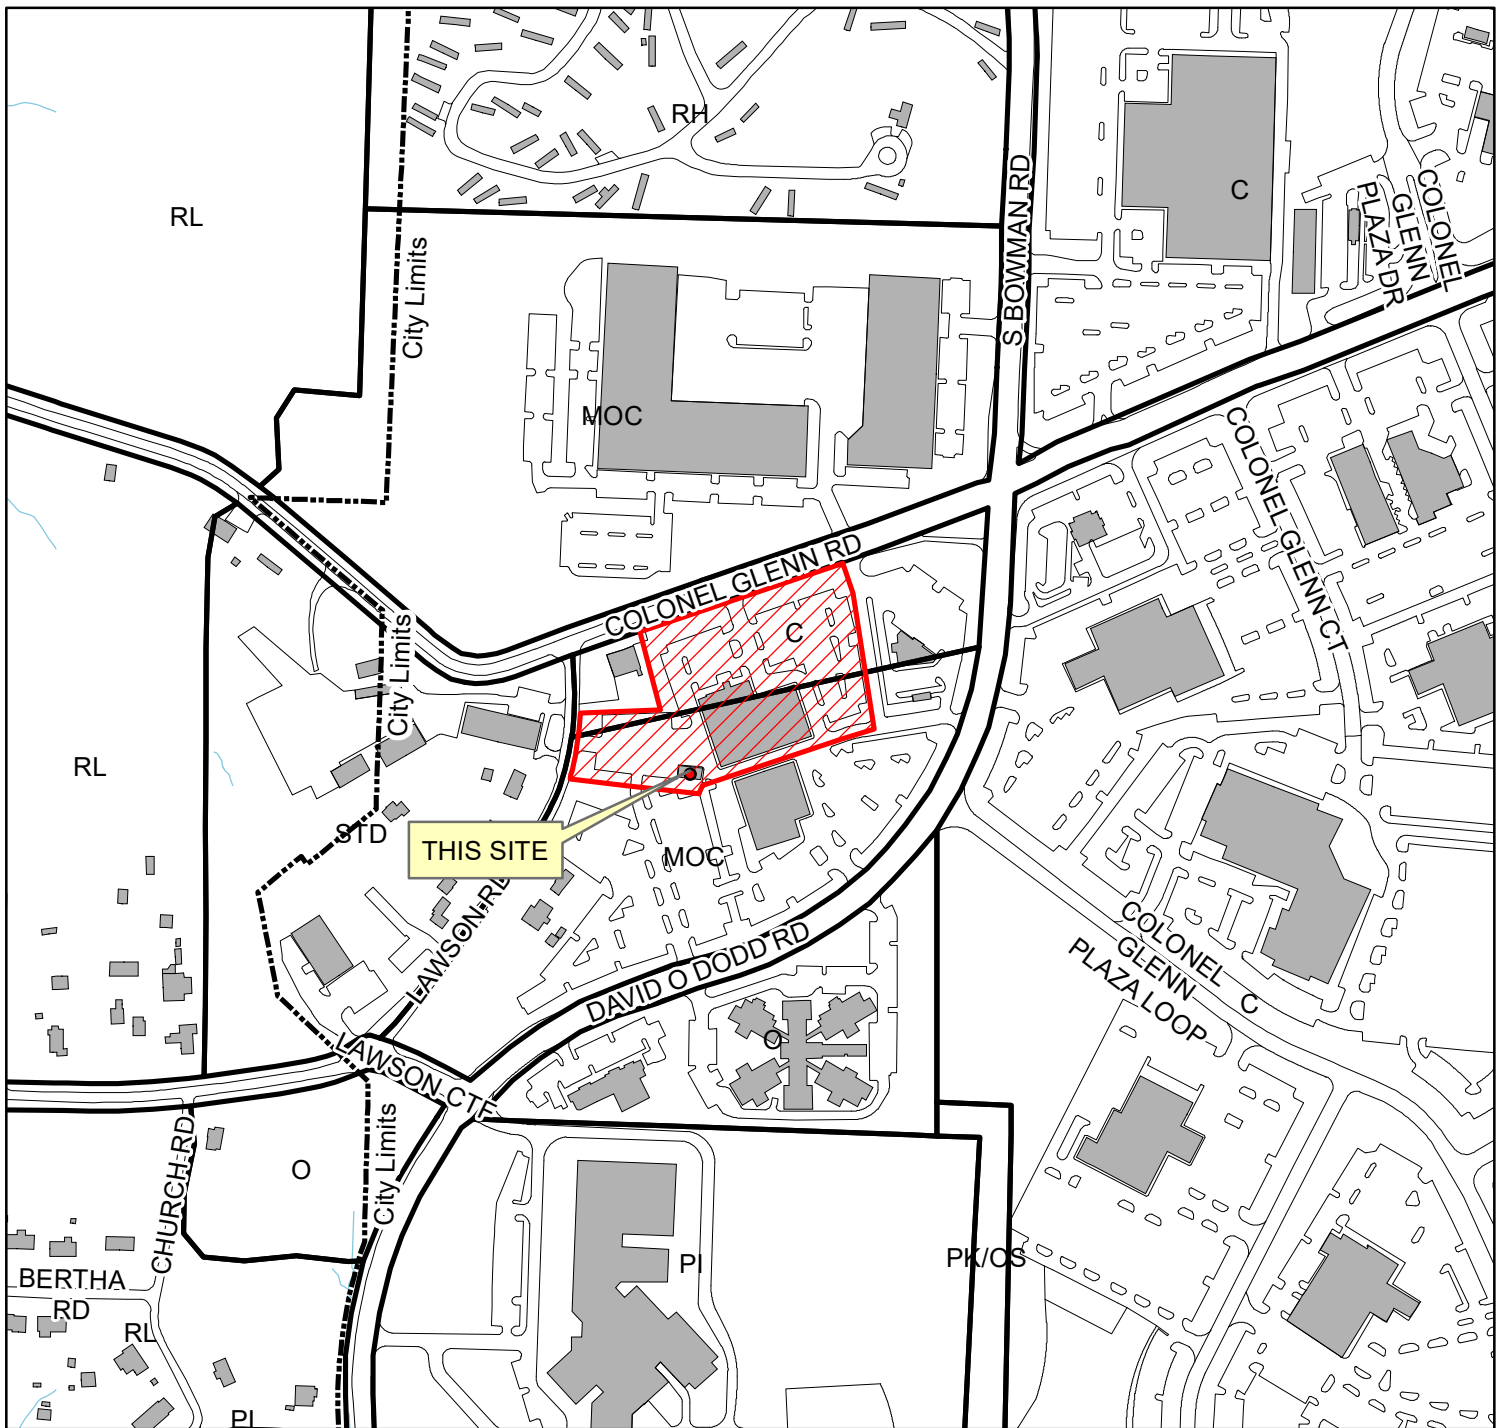 RH
RL
C
COLONEL
GLENN
PLAZA DR
S BOWMAN RD
City Limits
MOC
COLONEL GLENN CT
COLONEL GLENN RD
C
City Limits
RL
STD
THIS SITE
MOC
LAWSON RD
DAVID O DODD RD
COLONEL
GLENN
PLAZA LOOP
C
O
LAWSON CTF
City Limits
CHURCH RD
O
PI
PK/OS
BERTHA
RD
RL
PI